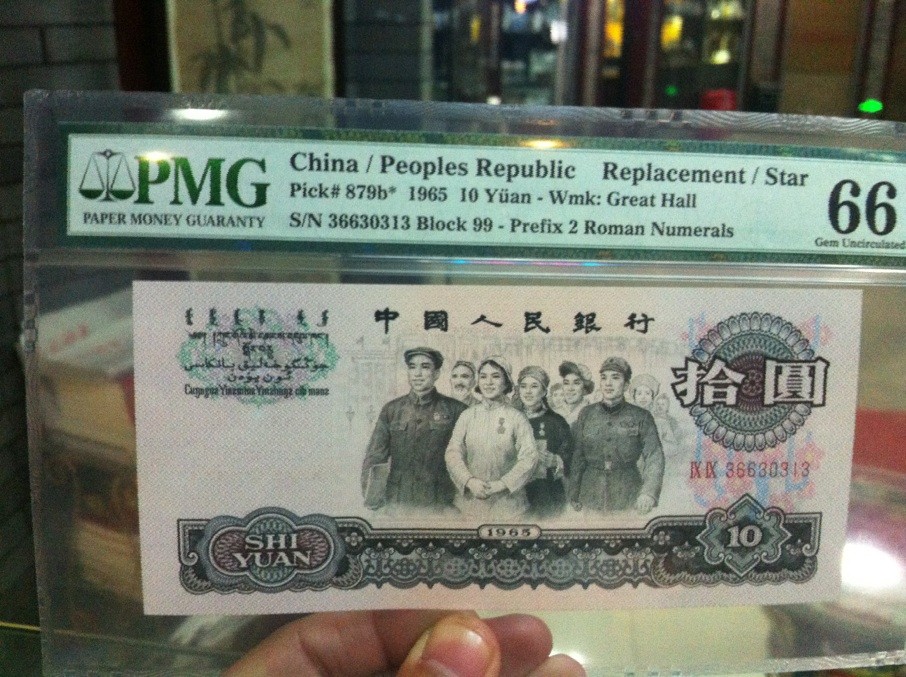 PMG
PAPER MONEY GUARANTY
China / Peoples Republic Replacement / Star
Pick# 879b* 1965 10 Yüan - Wmk: Great Hall
S/N 36630313 Block 99 - Prefix 2 Roman Numerals
66
Gem Uncirculated
中國人民銀行
拾圓
IX IX 36630313
1965
SHI
YUAN
10